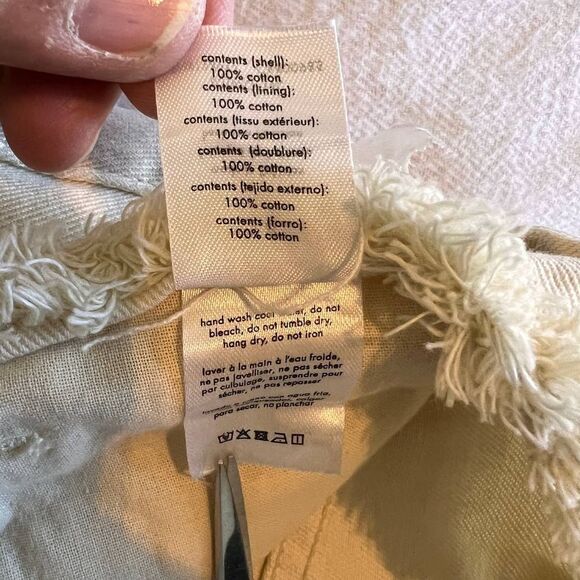 contents (shell):
100% cotton
contents (lining):
100% cotton
contents (tissu extérieur):
100% cotton
contents (doublure):
100% cotton
contents (tejido externo):
100% cotton
contents (forro):
100% cotton
hand wash cool water, do not
bleach, do not tumble dry,
hang dry, do not iron
laver à la main à l'eau froide,
ne pas javelliser, ne pas sécher
par culbulage, suspendre pour
sécher, ne pas repasser
agua fria,
para secar, no planchar